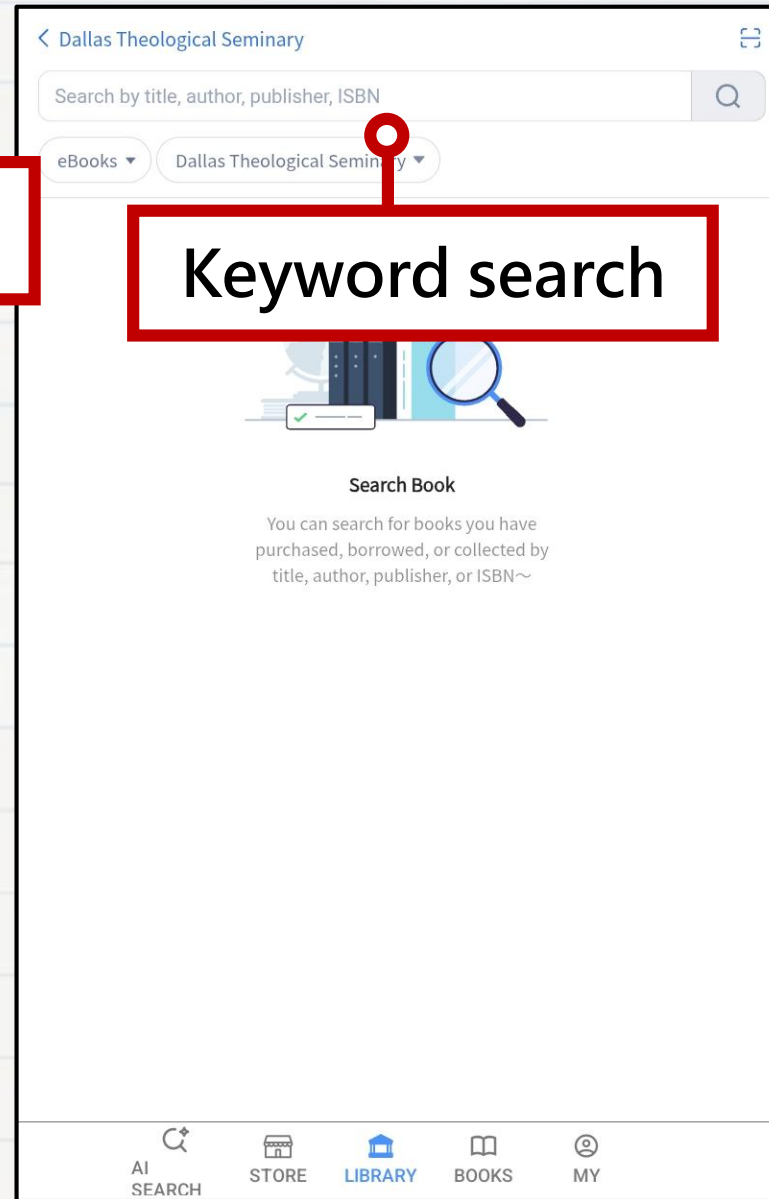 Dallas Theological Seminary
Search by title, author, publisher, ISBN
eBooks
Dallas Theological Seminary
Keyword search
Search Book
You can search for books you have
purchased, borrowed, or collected by
title, author, publisher, or ISBN～
AI
SEARCH
STORE
LIBRARY
BOOKS
MY